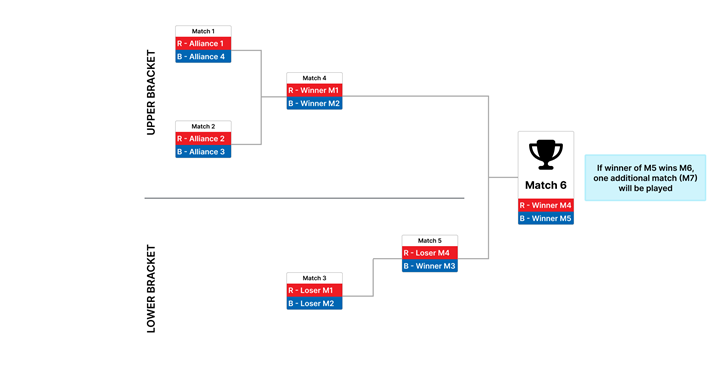 UPPER BRACKET
Match 1
R - Alliance 1
B - Alliance 4
Match 2
R - Alliance 2
B - Alliance 3
Match 4
R - Winner M1
B - Winner M2
Match 6
R - Winner M4
B - Winner M5
If winner of M5 wins M6,
one additional match (M7)
will be played
LOWER BRACKET
Match 3
R - Loser M1
B - Loser M2
Match 5
R - Loser M4
B - Winner M3